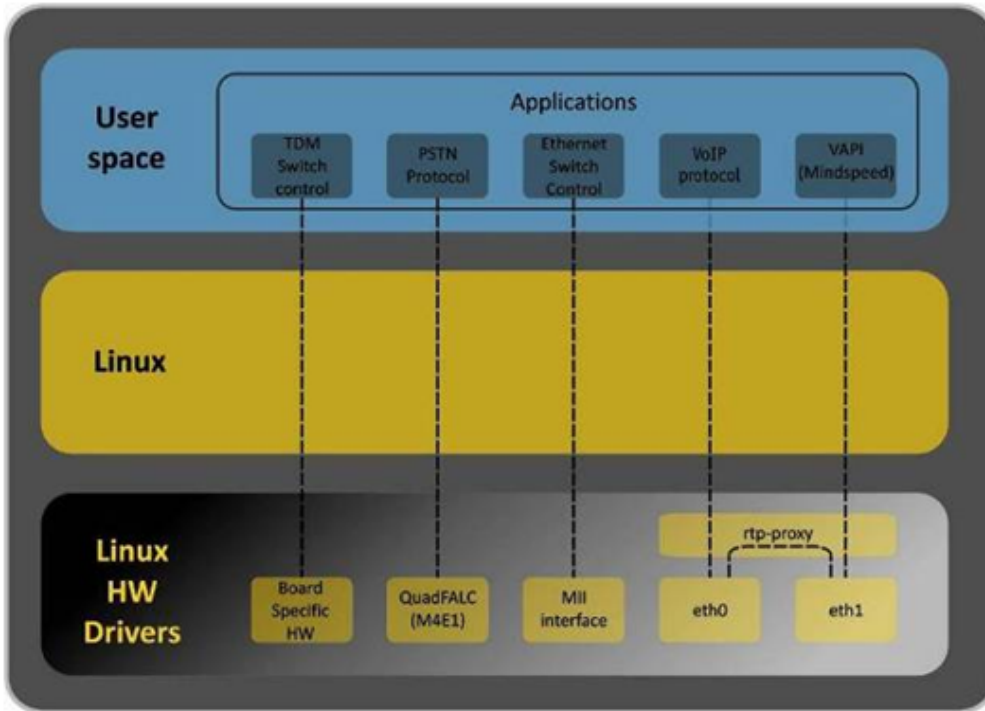 User
space
Applications
TDM
Switch
control
PSTN
Protocol
Ethernet
Switch
Control
VoIP
protocol
VAPI
(Mindspeed)
Linux
Linux
HW
Drivers
rtp-proxy
Board
Specific
HW
QuadFALC
(M4E1)
MII
interface
eth0
eth1